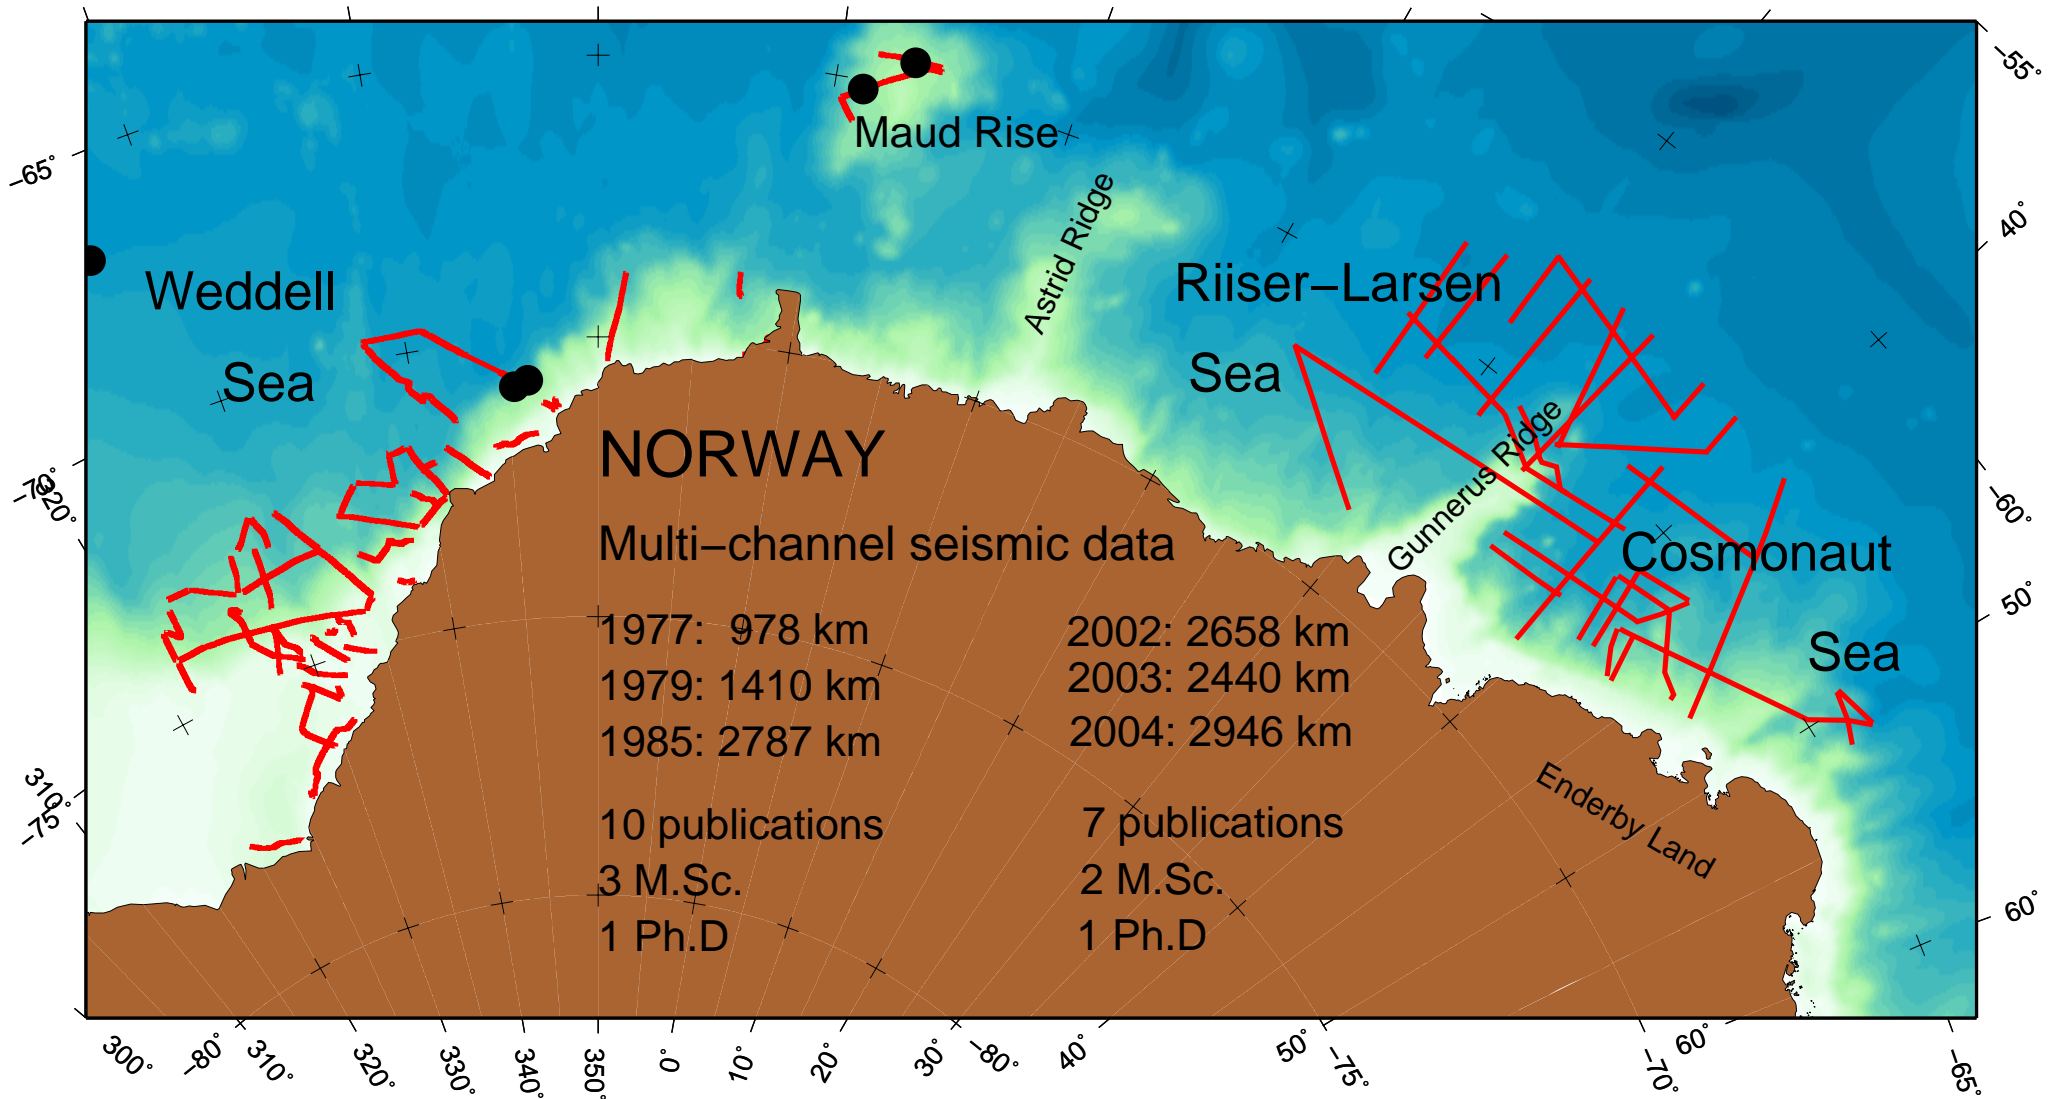 Maud Rise
Astrid Ridge
Weddell
Sea
Riiser–Larsen
Sea
Gunnerus Ridge
Cosmonaut
Sea
Enderby Land
NORWAY
Multi–channel seismic data
1977: 978 km
1979: 1410 km
1985: 2787 km
10 publications
3 M.Sc.
1 Ph.D
2002: 2658 km
2003: 2440 km
2004: 2946 km
7 publications
2 M.Sc.
1 Ph.D
−65˚
−70˚
320˚
310˚
−75˚
300˚
−80˚
310˚
320˚
330˚
340˚
350˚
0˚
10˚
20˚
30˚
−80˚
40˚
50˚
−75˚
−70˚
60˚
−65˚
−55˚
40˚
−60˚
50˚
60˚